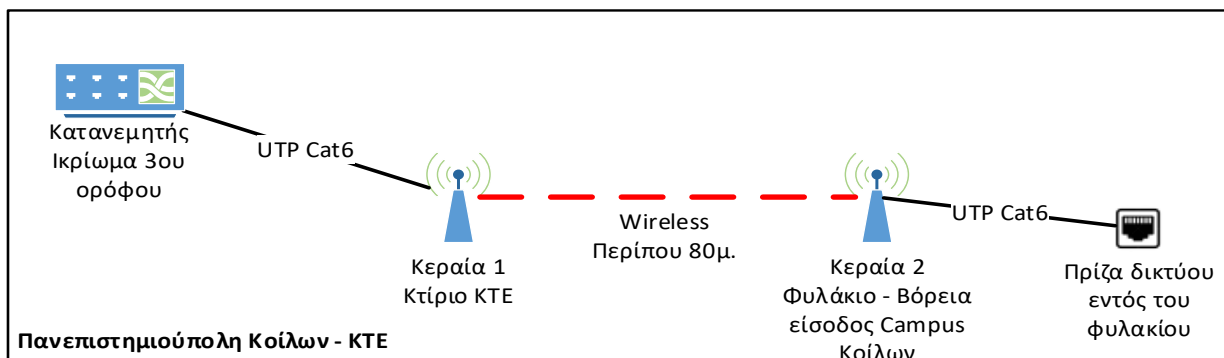 Κατανεμητής
Ικρίωμα 3ου
ορόφου
UTP Cat6
Κεραία 1
Κτίριο ΚΤΕ
Wireless
Περίπου 80μ.
Κεραία 2
Φυλάκιο - Βόρεια
είσοδος Campus
Κοίλων
UTP Cat6
Πρίζα δικτύου
εντός του
φυλακίου
Πανεπιστημιούπολη Κοίλων - ΚΤΕ